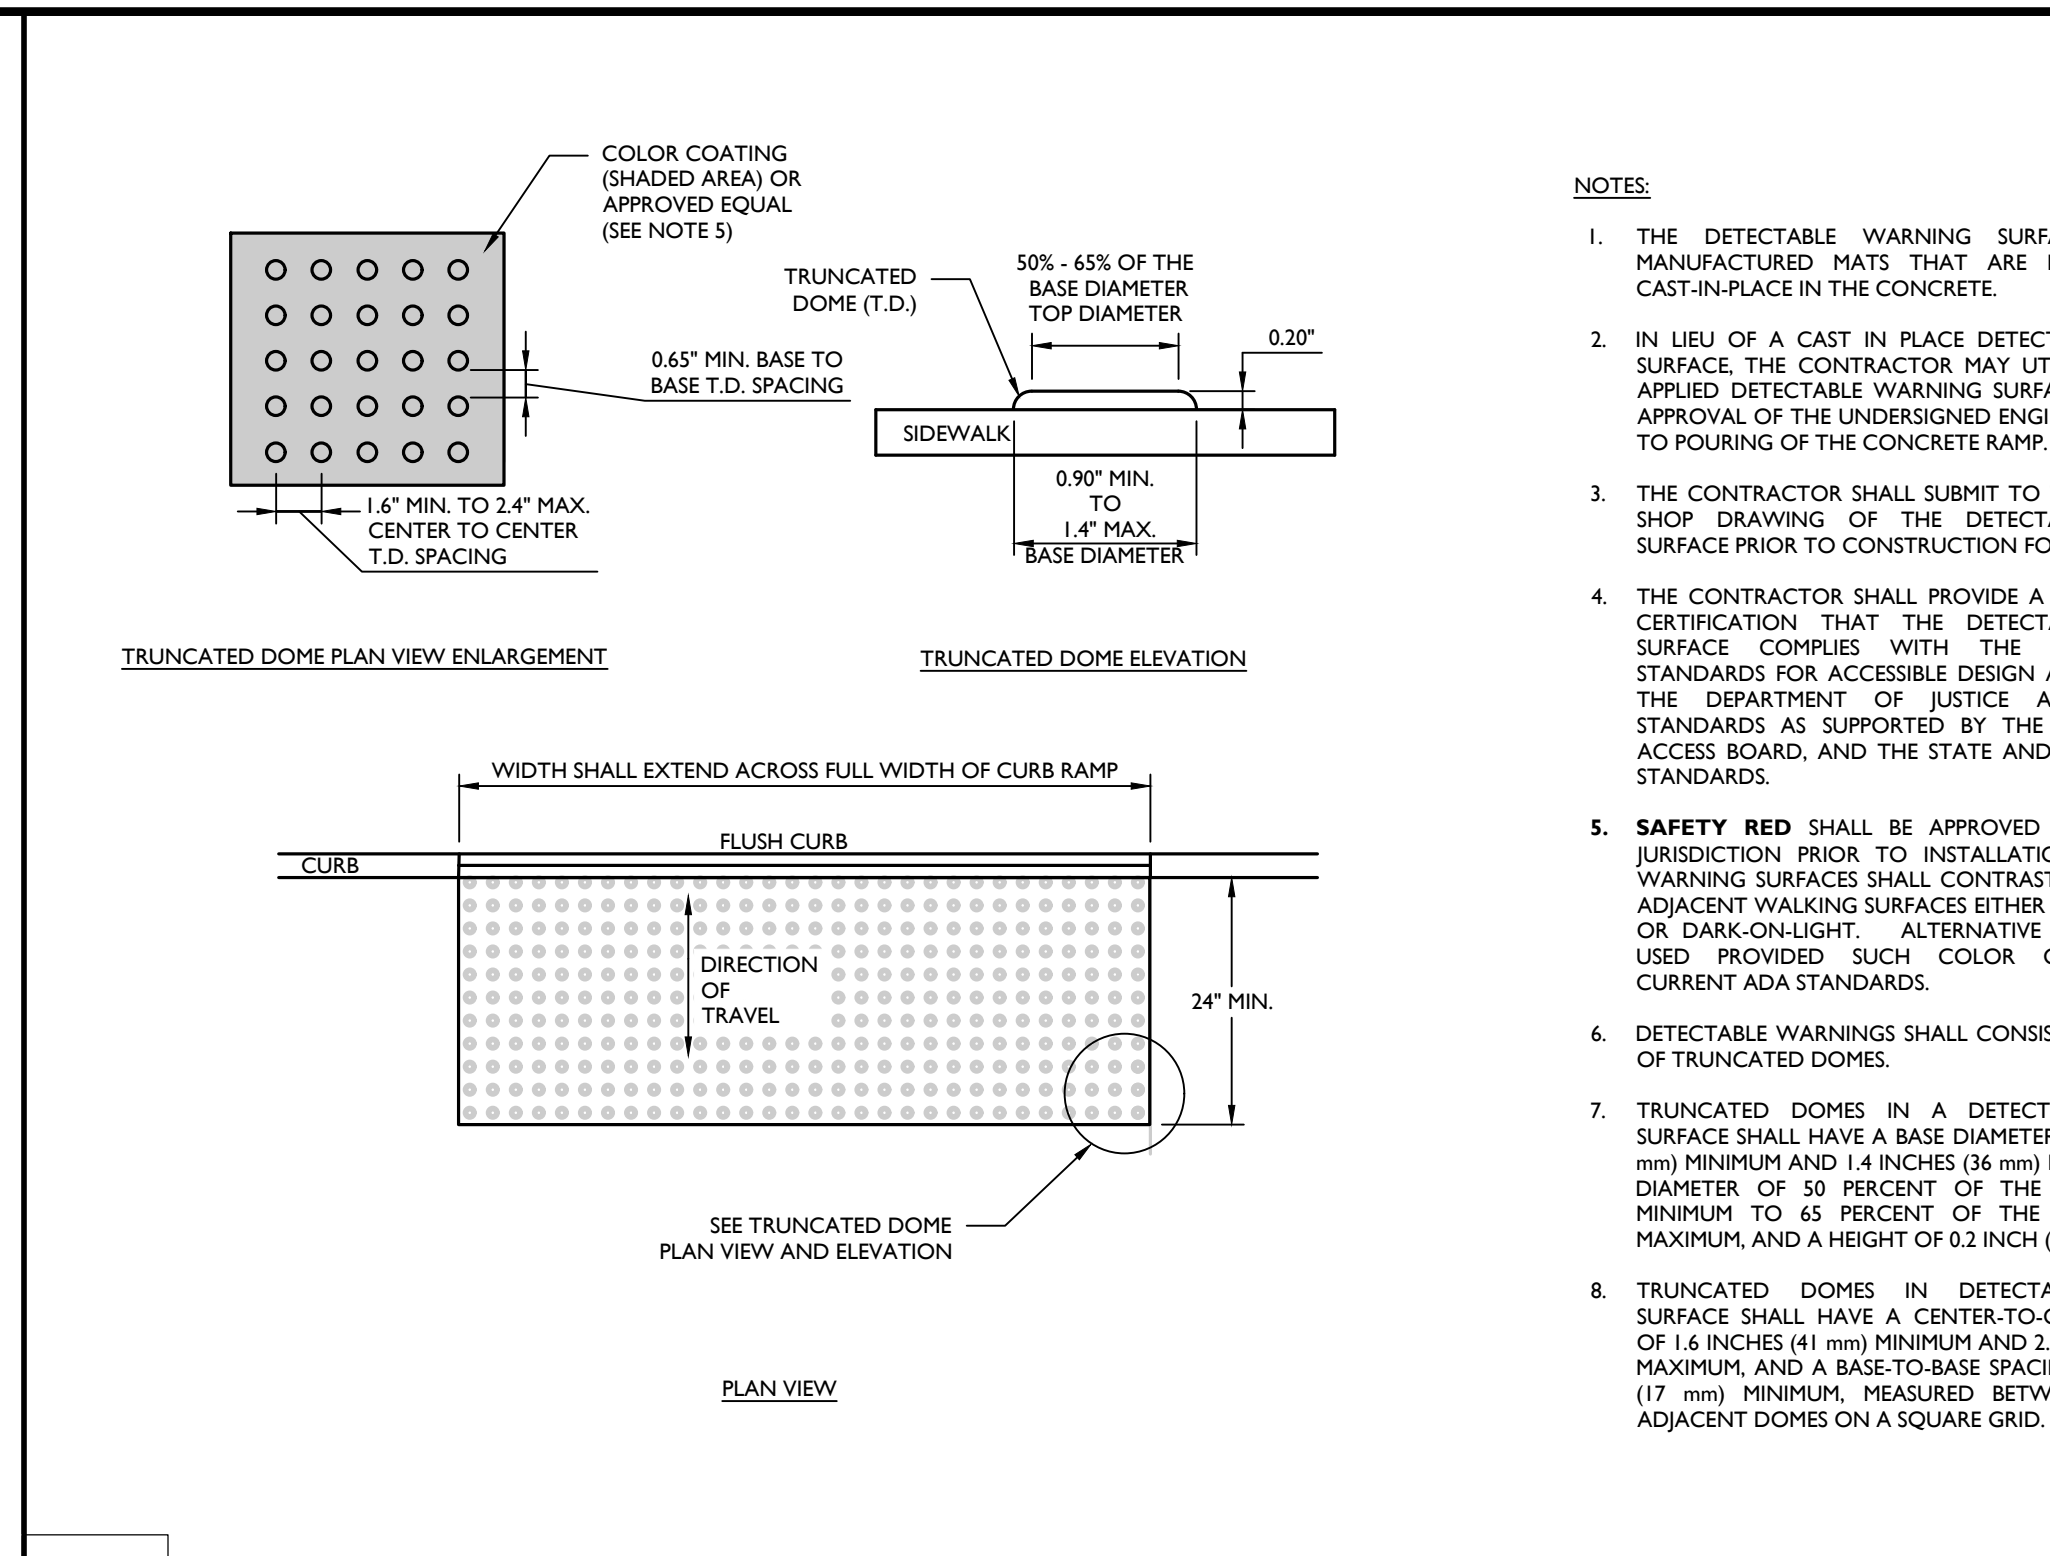 COLOR COATING
(SHADED AREA) OR
APPROVED EQUAL
(SEE NOTE 5)
0.65" MIN. BASE TO
BASE T.D. SPACING
1.6" MIN. TO 2.4" MAX.
CENTER TO CENTER
T.D. SPACING
TRUNCATED DOME PLAN VIEW ENLARGEMENT
TRUNCATED
DOME (T.D.)
50% - 65% OF THE
BASE DIAMETER
TOP DIAMETER
0.20"
SIDEWALK
0.90" MIN.
TO
1.4" MAX.
BASE DIAMETER
TRUNCATED DOME ELEVATION
WIDTH SHALL EXTEND ACROSS FULL WIDTH OF CURB RAMP
FLUSH CURB
CURB
DIRECTION
OF
TRAVEL
24" MIN.
SEE TRUNCATED DOME
PLAN VIEW AND ELEVATION
PLAN VIEW
NOTES:
1. THE DETECTABLE WARNING
MANUFACTURED MATS THAT ARE
CAST-IN-PLACE IN THE CONCRETE.
2. IN LIEU OF A CAST IN PLACE
SURFACE, THE CONTRACTOR MAY
APPLIED DETECTABLE WARNING
APPROVAL OF THE UNDERSIGNED
TO POURING OF THE CONCRETE RAMP.
3. THE CONTRACTOR SHALL SUBMIT TO
SHOP DRAWING OF THE
SURFACE PRIOR TO CONSTRUCTION
4. THE CONTRACTOR SHALL PROVIDE A
CERTIFICATION THAT THE
SURFACE COMPLIES WITH THE
STANDARDS FOR ACCESSIBLE DESIGN
THE DEPARTMENT OF JUSTICE
STANDARDS AS SUPPORTED BY THE
ACCESS BOARD, AND THE STATE AND
STANDARDS.
5. SAFETY RED SHALL BE APPROVED
JURISDICTION PRIOR TO
WARNING SURFACES SHALL CONTRAST
ADJACENT WALKING SURFACES EITHER
OR DARK-ON-LIGHT. ALTERNATIVE
USED PROVIDED SUCH COLOR
CURRENT ADA STANDARDS.
6. DETECTABLE WARNINGS SHALL
OF TRUNCATED DOMES.
7. TRUNCATED DOMES IN A
SURFACE SHALL HAVE A BASE DIAMETER
mm) MINIMUM AND 1.4 INCHES (36 mm)
DIAMETER OF 50 PERCENT OF THE
MINIMUM TO 65 PERCENT OF THE
MAXIMUM, AND A HEIGHT OF 0.2 INCH (
8. TRUNCATED DOMES IN
SURFACE SHALL HAVE A
OF 1.6 INCHES (41 mm) MINIMUM AND 2.
MAXIMUM, AND A BASE-TO-BASE
(17 mm) MINIMUM, MEASURED
ADJACENT DOMES ON A SQUARE GRID.